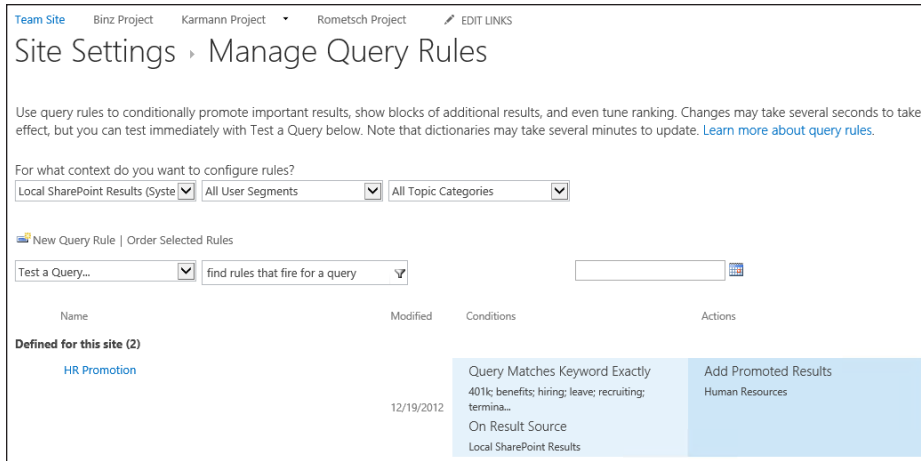 Team Site Binz Project Karmann Project Rometsch Project EDIT LINKS
Site Settings Manage Query Rules
Use query rules to conditionally promote important results, show blocks of additional results, and even tune ranking. Changes may take several seconds to take
effect, but you can test immediately with Test a Query below. Note that dictionaries may take several minutes to update. Learn more about query rules.
For what context do you want to configure rules?
Local SharePoint Results (Syste All User Segments All Topic Categories
New Query Rule | Order Selected Rules
Test a Query... find rules that fire for a query
Name Modified Conditions Actions
Defined for this site (2)
HR Promotion Query Matches Keyword Exactly Add Promoted Results
401k; benefits; hiring; leave; recruiting; Human Resources
12/19/2012 termina...
On Result Source
Local SharePoint Results